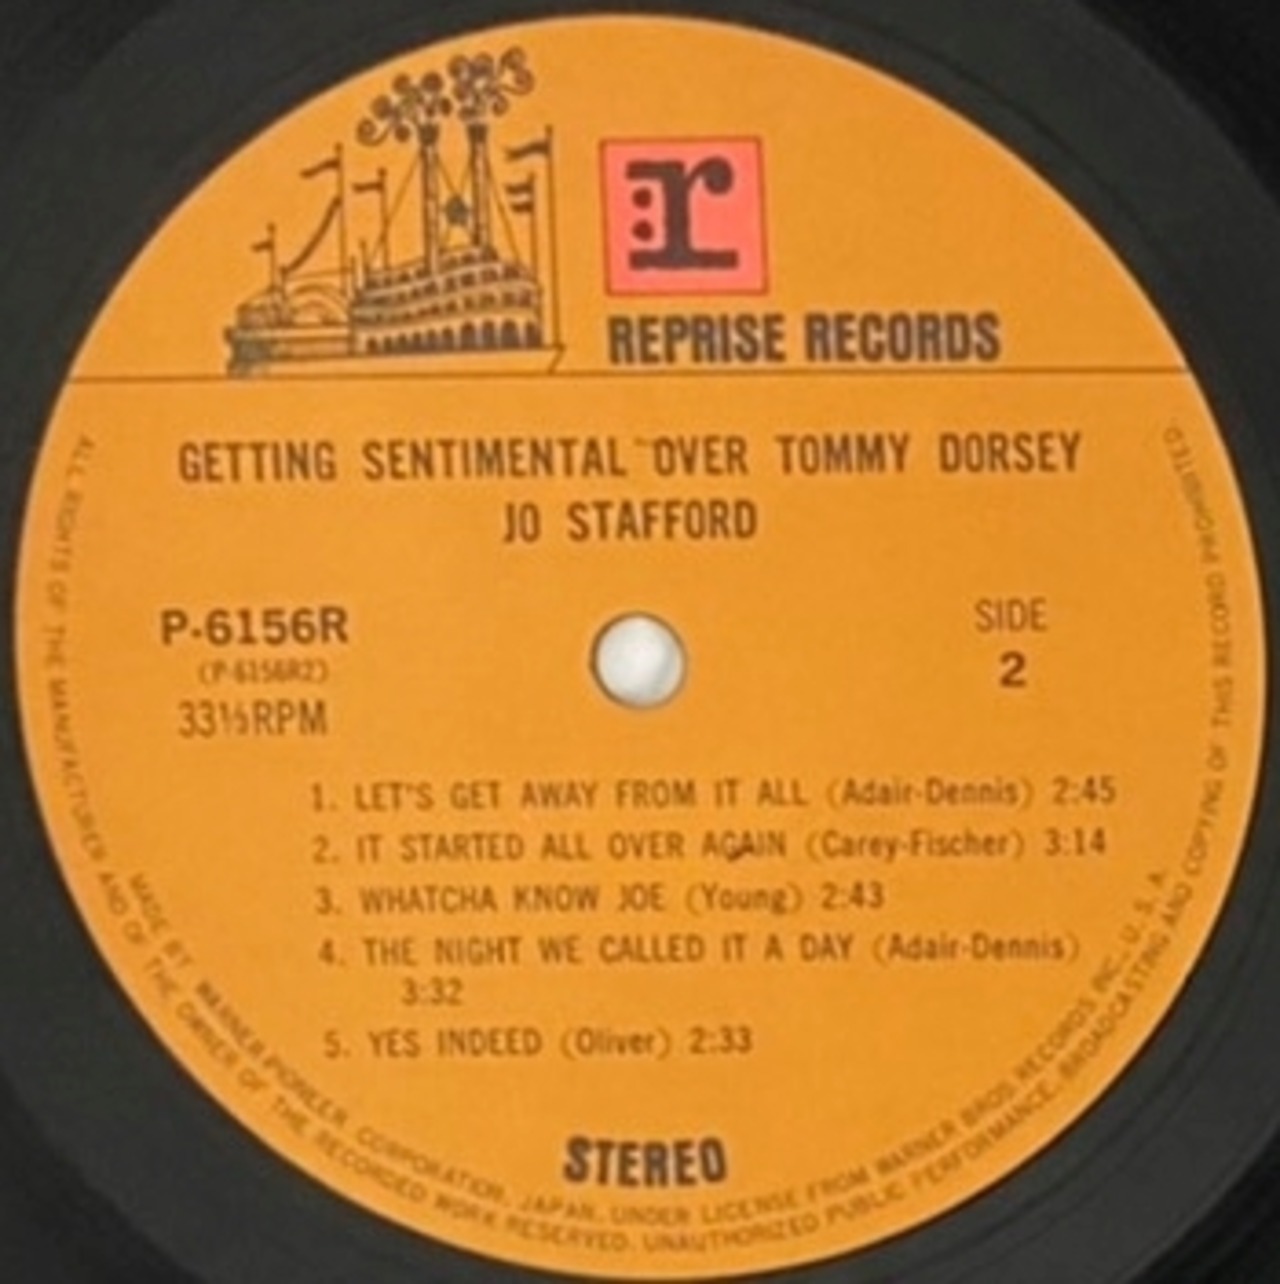 r
REPRISE RECORDS
GETTING SENTIMENTAL OVER TOMMY DORSEY
JO STAFFORD
P-6156R
(P-6156R2)
33⅓RPM
SIDE
2
1. LET'S GET AWAY FROM IT ALL (Adair-Dennis) 2:45
2. IT STARTED ALL OVER AGAIN (Carey-Fischer) 3:14
3. WHATCHA KNOW JOE (Young) 2:43
4. THE NIGHT WE CALLED IT A DAY (Adair-Dennis)
3:32
5. YES INDEED (Oliver) 2:33
STEREO
MADE BY WARNER-PIONEER CORPORATION, JAPAN, UNDER LICENSE FROM WARNER BROS RECORDS INC., U. S. A.
ALL RIGHTS OF THE MANUFACTURER AND OF THE OWNER OF THE RECORDED WORK RESERVED. UNAUTHORIZED PUBLIC PERFORMANCE, BROADCASTING AND COPYING OF THIS RECORD PROHIBITED.